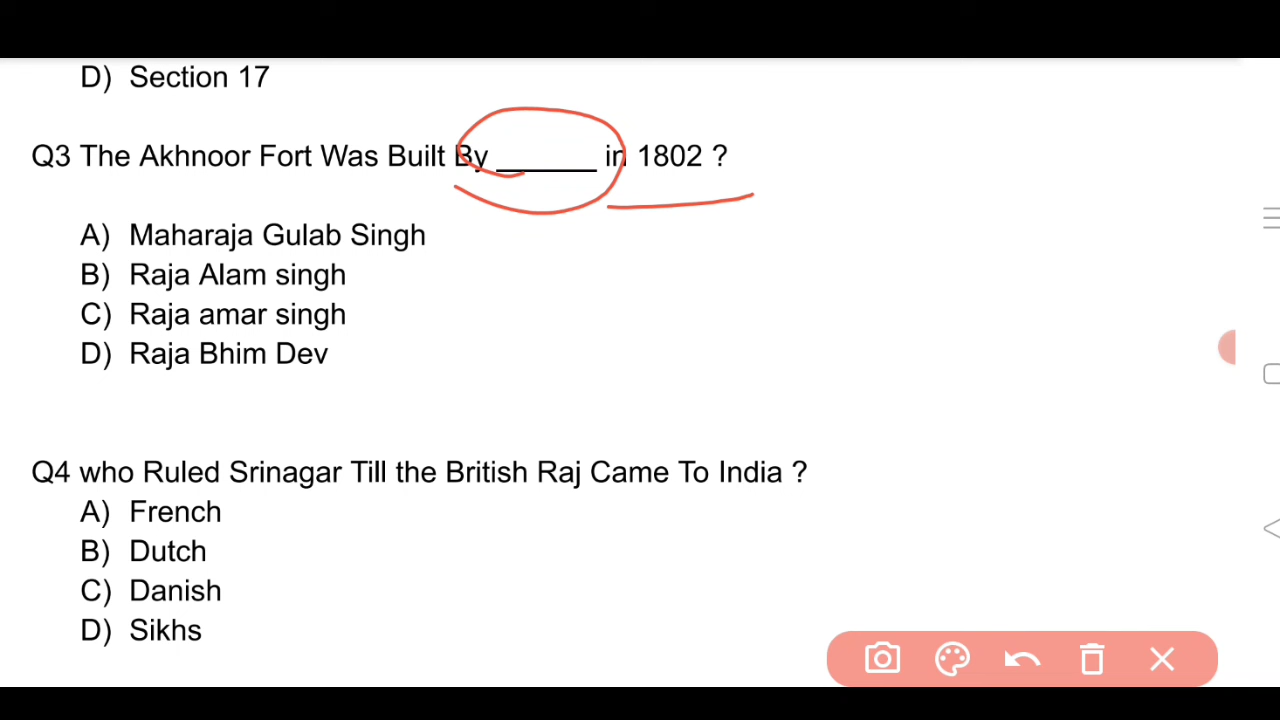 D) Section 17
Q3 The Akhnoor Fort Was Built By ______ in 1802 ?
A) Maharaja Gulab Singh
B) Raja Alam singh
C) Raja amar singh
D) Raja Bhim Dev
Q4 who Ruled Srinagar Till the British Raj Came To India ?
A) French
B) Dutch
C) Danish
D) Sikhs